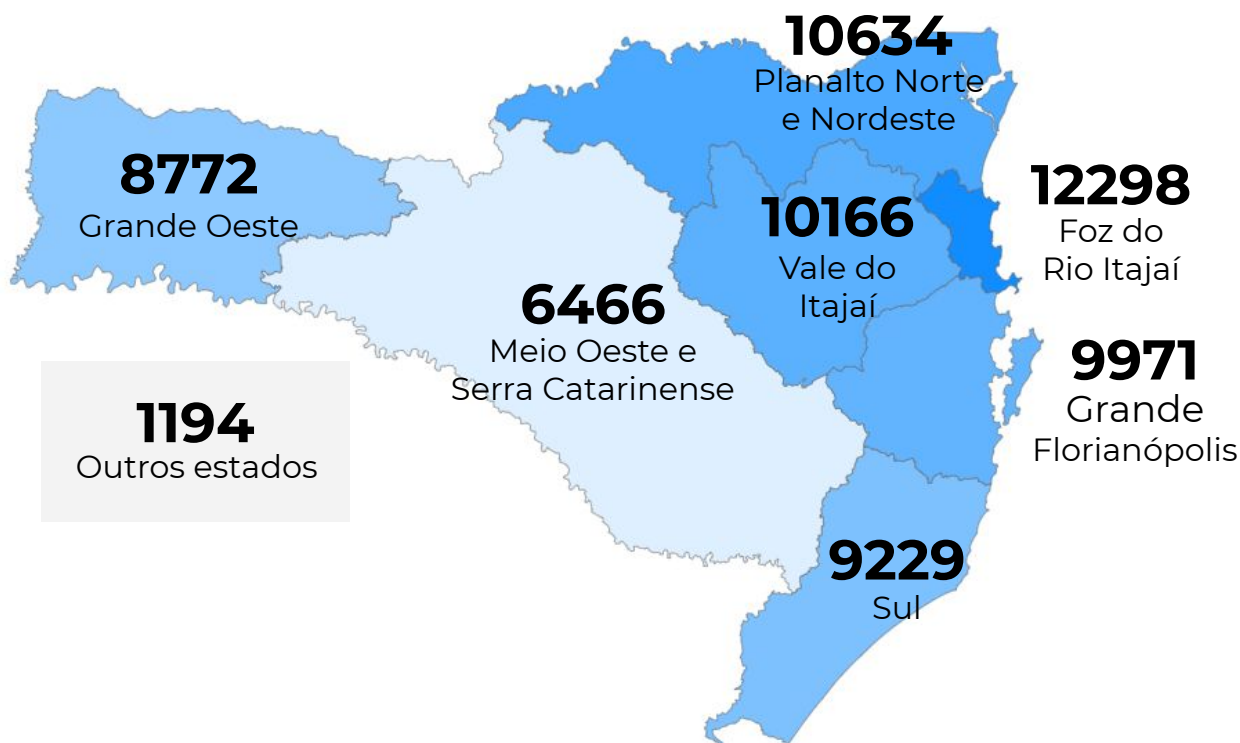 10634
Planalto Norte
e Nordeste
8772
Grande Oeste
12298
Foz do
Rio Itajaí
10166
Vale do
Itajaí
6466
Meio Oeste e
Serra Catarinense
9971
Grande
Florianópolis
1194
Outros estados
9229
Sul